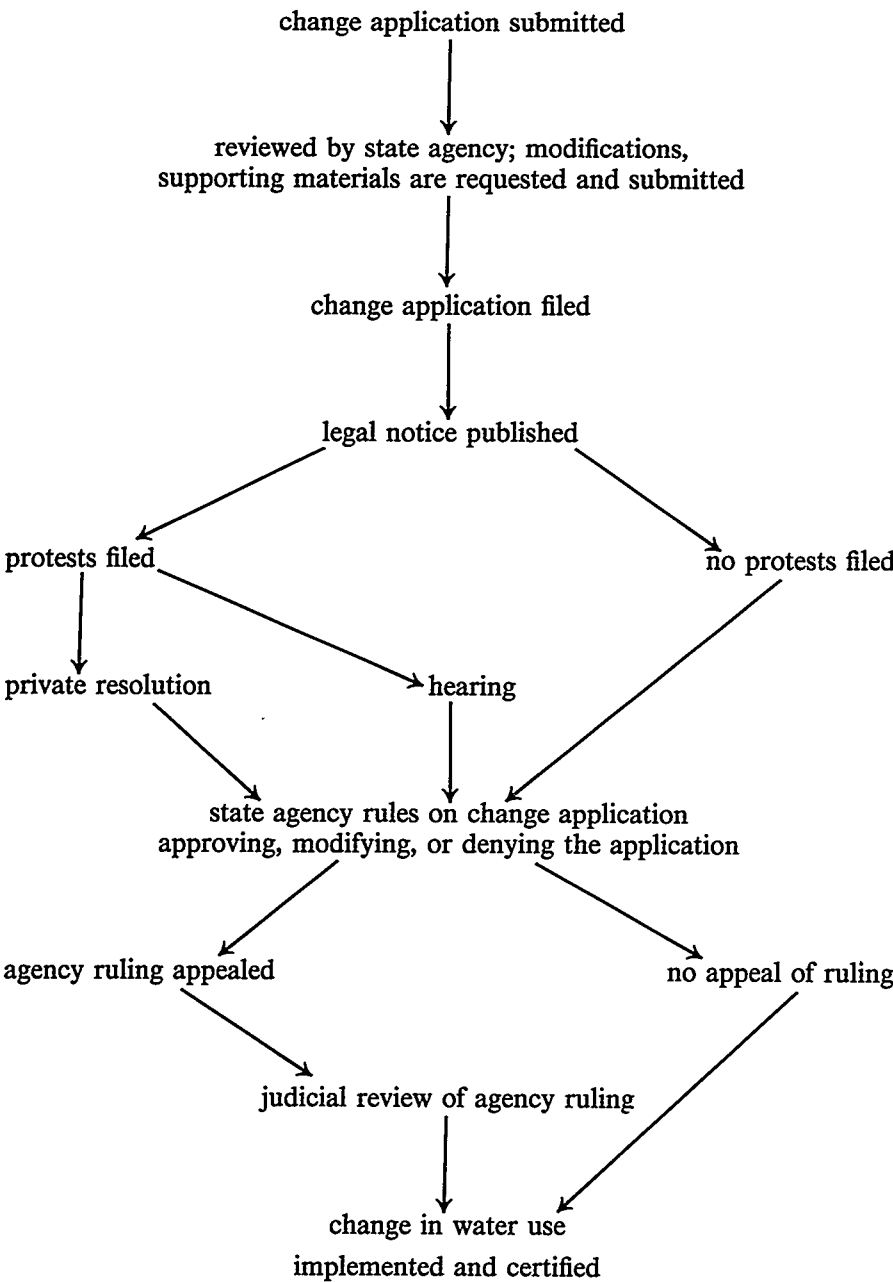 change application submitted
reviewed by state agency; modifications,
supporting materials are requested and submitted
change application filed
legal notice published
protests filed
no protests filed
private resolution
hearing
state agency rules on change application
approving, modifying, or denying the application
agency ruling appealed
no appeal of ruling
judicial review of agency ruling
change in water use
implemented and certified